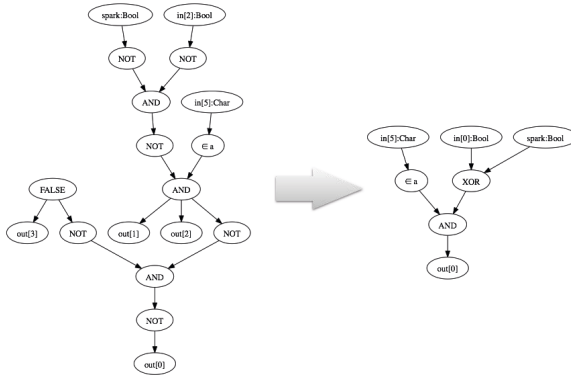 spark:Bool in[2]:Bool
NOT NOT
AND in[5]:Char
NOT ∈ a
FALSE AND
out[3] NOT out[1] out[2] NOT
AND
NOT
out[0]
in[5]:Char in[0]:Bool spark:Bool
∈ a XOR
AND
out[0]